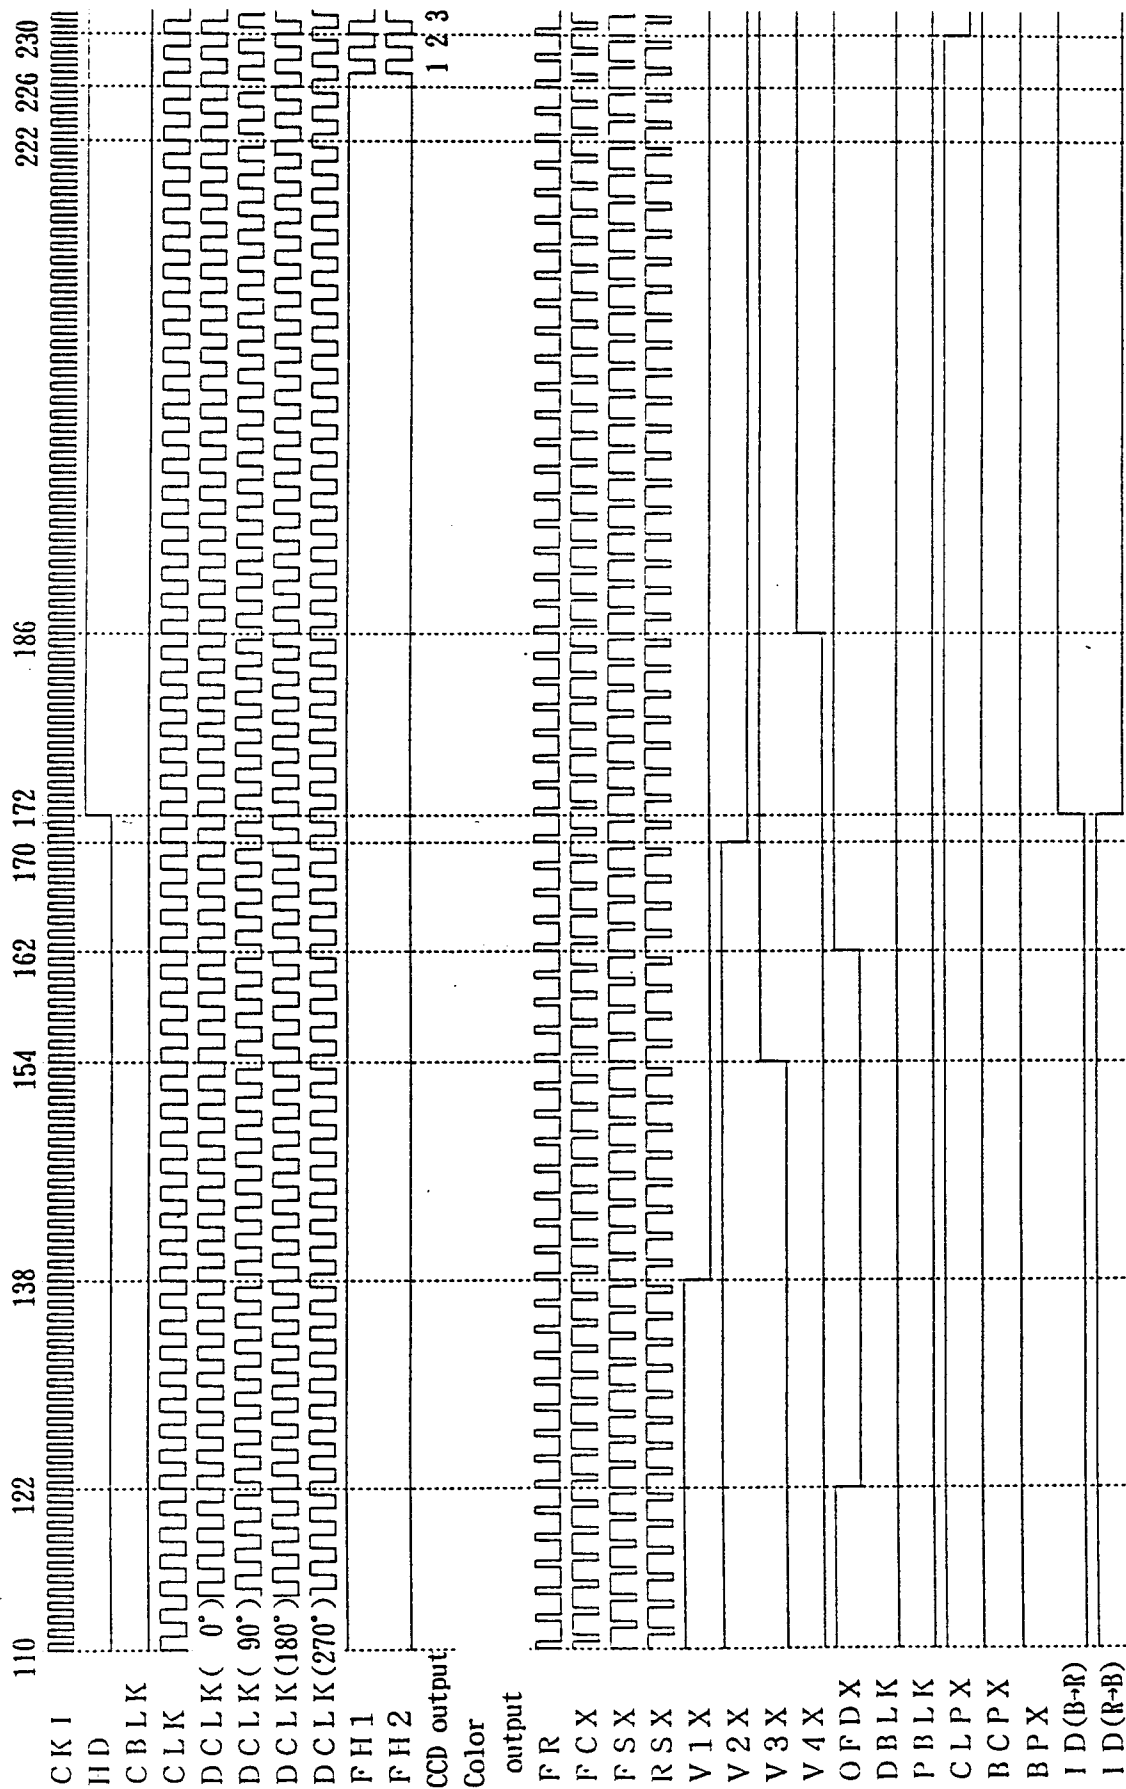 110 122 138 154 162 170 172 186 222 226 230
CKI
HD
CBLK
CLK
DCLK( 0°)
DCLK( 90°)
DCLK(180°)
DCLK(270°)
FH1
FH2
CCD output 1 2 3
Color
output
FR
FCX
FSX
RSX
V1X
V2X
V3X
V4X
OFDX
DBLK
PBLK
CLPX
BCPX
BPX
ID(B→R)
ID(R→B)